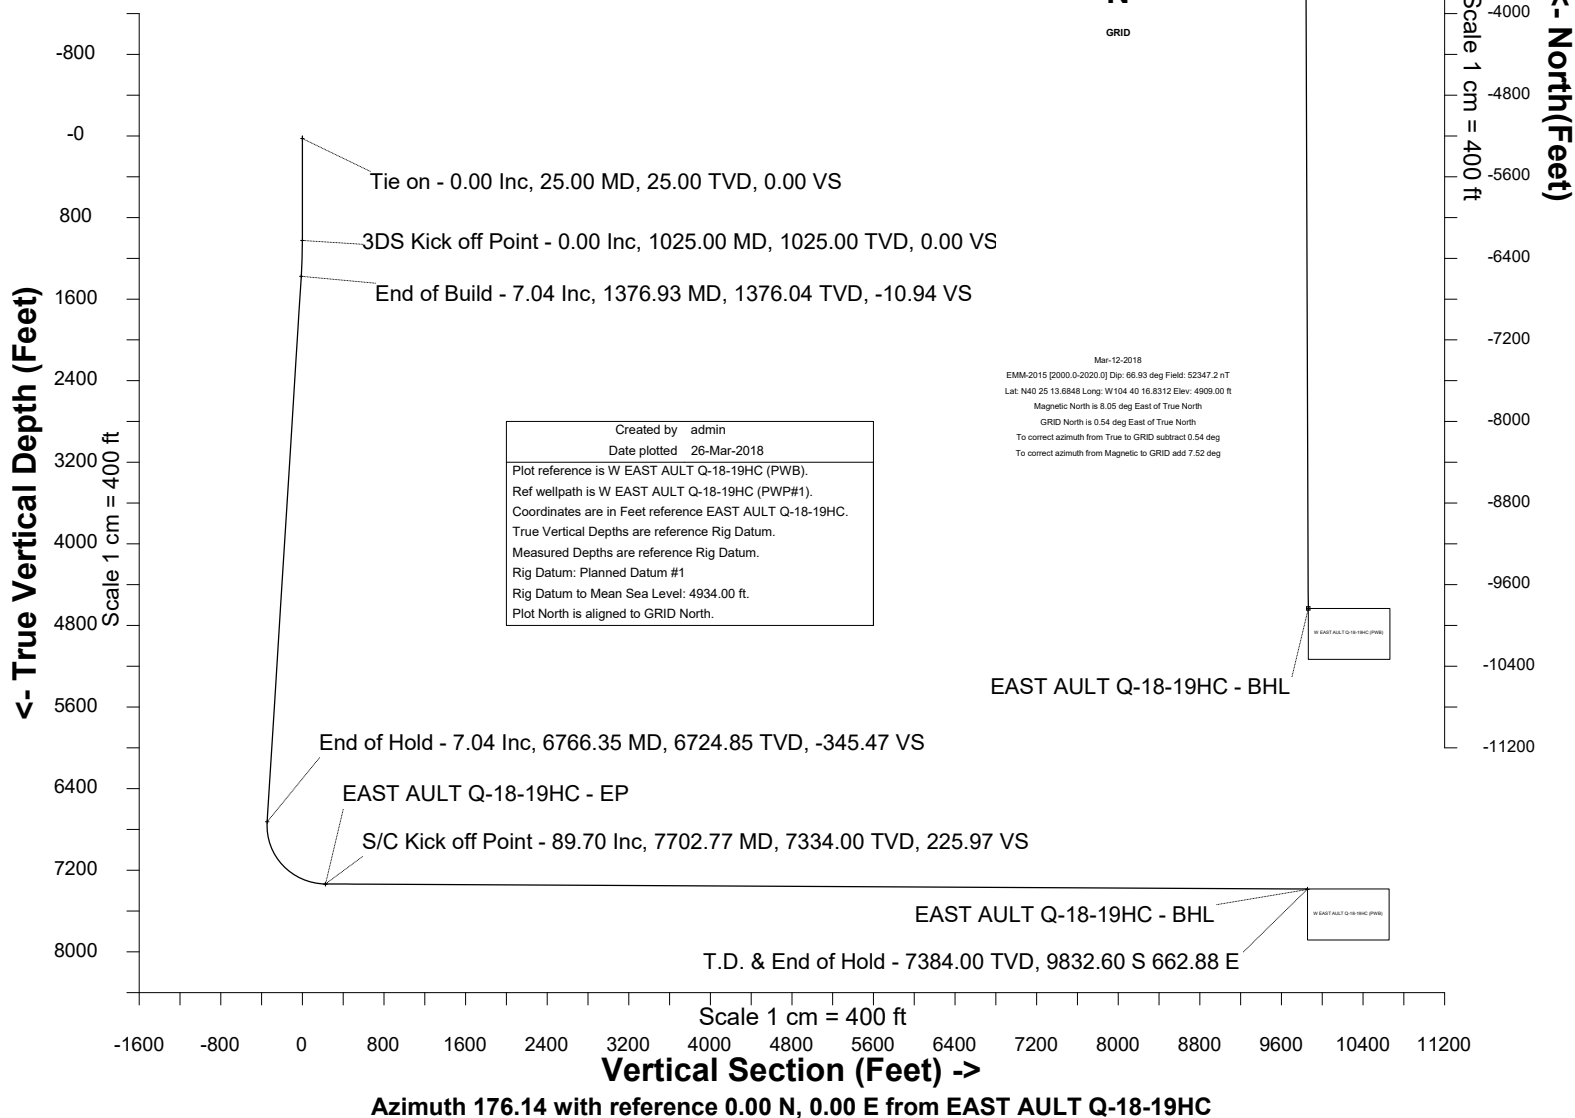 N
GRID
-800
-0
800
1600
2400
3200
4000
4800
5600
6400
7200
8000
<- True Vertical Depth (Feet)
Scale 1 cm = 400 ft
Tie on - 0.00 Inc, 25.00 MD, 25.00 TVD, 0.00 VS
3DS Kick off Point - 0.00 Inc, 1025.00 MD, 1025.00 TVD, 0.00 VS
End of Build - 7.04 Inc, 1376.93 MD, 1376.04 TVD, -10.94 VS
Mar-12-2018
EMM-2015 [2000.0-2020.0] Dip: 66.93 deg Field: 52347.2 nT
Lat: N40 25 13.6848 Long: W104 40 16.8312 Elev: 4909.00 ft
Magnetic North is 8.05 deg East of True North
GRID North is 0.54 deg East of True North
To correct azimuth from True to GRID subtract 0.54 deg
To correct azimuth from Magnetic to GRID add 7.52 deg
Created by admin
Date plotted 26-Mar-2018
Plot reference is W EAST AULT Q-18-19HC (PWB).
Ref wellpath is W EAST AULT Q-18-19HC (PWP#1).
Coordinates are in Feet reference EAST AULT Q-18-19HC.
True Vertical Depths are reference Rig Datum.
Measured Depths are reference Rig Datum.
Rig Datum: Planned Datum #1
Rig Datum to Mean Sea Level: 4934.00 ft.
Plot North is aligned to GRID North.
W EAST AULT Q-18-19HC (PWB)
EAST AULT Q-18-19HC - BHL
End of Hold - 7.04 Inc, 6766.35 MD, 6724.85 TVD, -345.47 VS
EAST AULT Q-18-19HC - EP
S/C Kick off Point - 89.70 Inc, 7702.77 MD, 7334.00 TVD, 225.97 VS
EAST AULT Q-18-19HC - BHL
W EAST AULT Q-18-19HC (PWB)
T.D. & End of Hold - 7384.00 TVD, 9832.60 S 662.88 E
-4000
-4800
-5600
-6400
-7200
-8000
-8800
-9600
-10400
-11200
Scale 1 cm = 400 ft
<- North(Feet)
Scale 1 cm = 400 ft
-1600 -800 0 800 1600 2400 3200 4000 4800 5600 6400 7200 8000 8800 9600 10400 11200
Vertical Section (Feet) ->
Azimuth 176.14 with reference 0.00 N, 0.00 E from EAST AULT Q-18-19HC